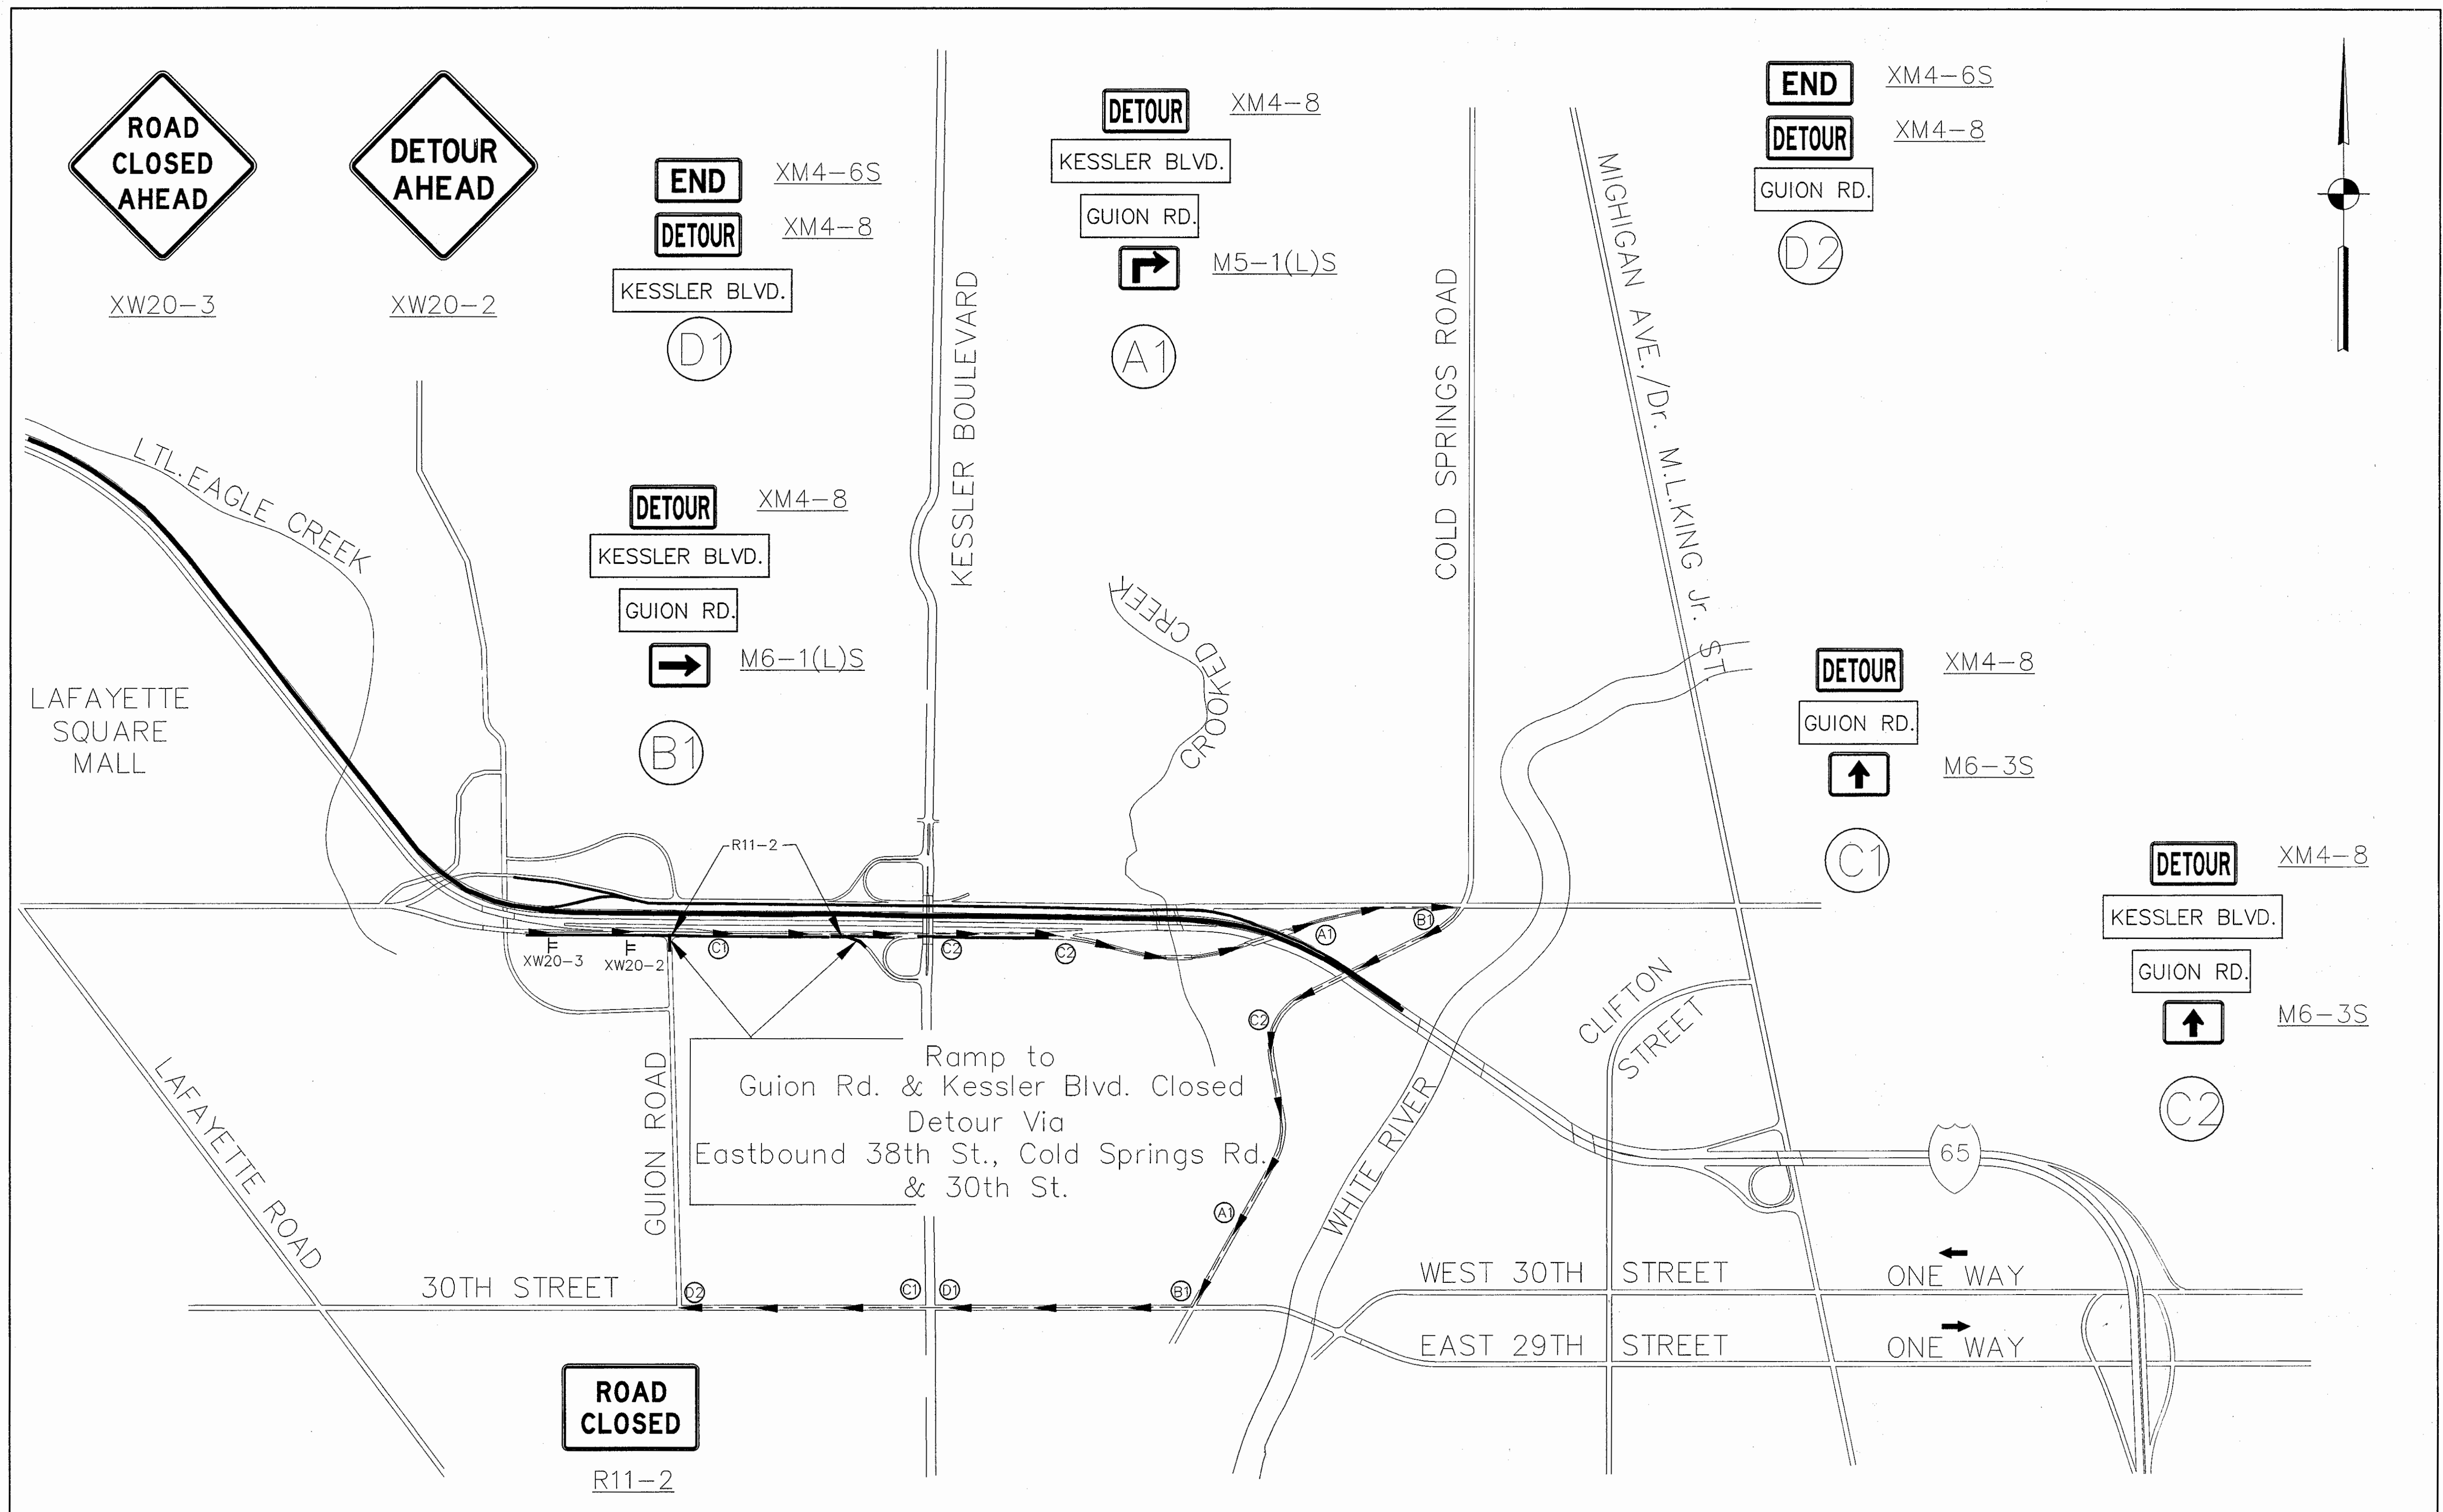 ROAD
CLOSED
AHEAD
XW20-3
DETOUR
AHEAD
XW20-2
END
XM4-6S
DETOUR
XM4-8
KESSLER BLVD.
D1
DETOUR
XM4-8
KESSLER BLVD.
GUION RD.
M5-1(L)S
A1
END
XM4-6S
DETOUR
XM4-8
GUION RD.
D2
KESSLER BOULEVARD
COLD SPRINGS ROAD
MIGHIGAN AVE./Dr. M.L.KING Jr. ST
LTL. EAGLE CREEK
LAFAYETTE
SQUARE
MALL
DETOUR
XM4-8
KESSLER BLVD.
GUION RD.
M6-1(L)S
B1
CROOKED CREEK
DETOUR
XM4-8
GUION RD.
M6-3S
C1
DETOUR
XM4-8
KESSLER BLVD.
GUION RD.
M6-3S
C2
R11-2
XW20-3
XW20-2
C1
C2
C2
A1
B1
C2
A1
B1
D1
C1
D2
Ramp to
Guion Rd. & Kessler Blvd. Closed
Detour Via
Eastbound 38th St., Cold Springs Rd.
& 30th St.
GUION ROAD
LAFAYETTE ROAD
WHITE RIVER
CLIFTON
STREET
65
30TH STREET
WEST 30TH STREET
ONE WAY
EAST 29TH STREET
ONE WAY
ROAD
CLOSED
R11-2